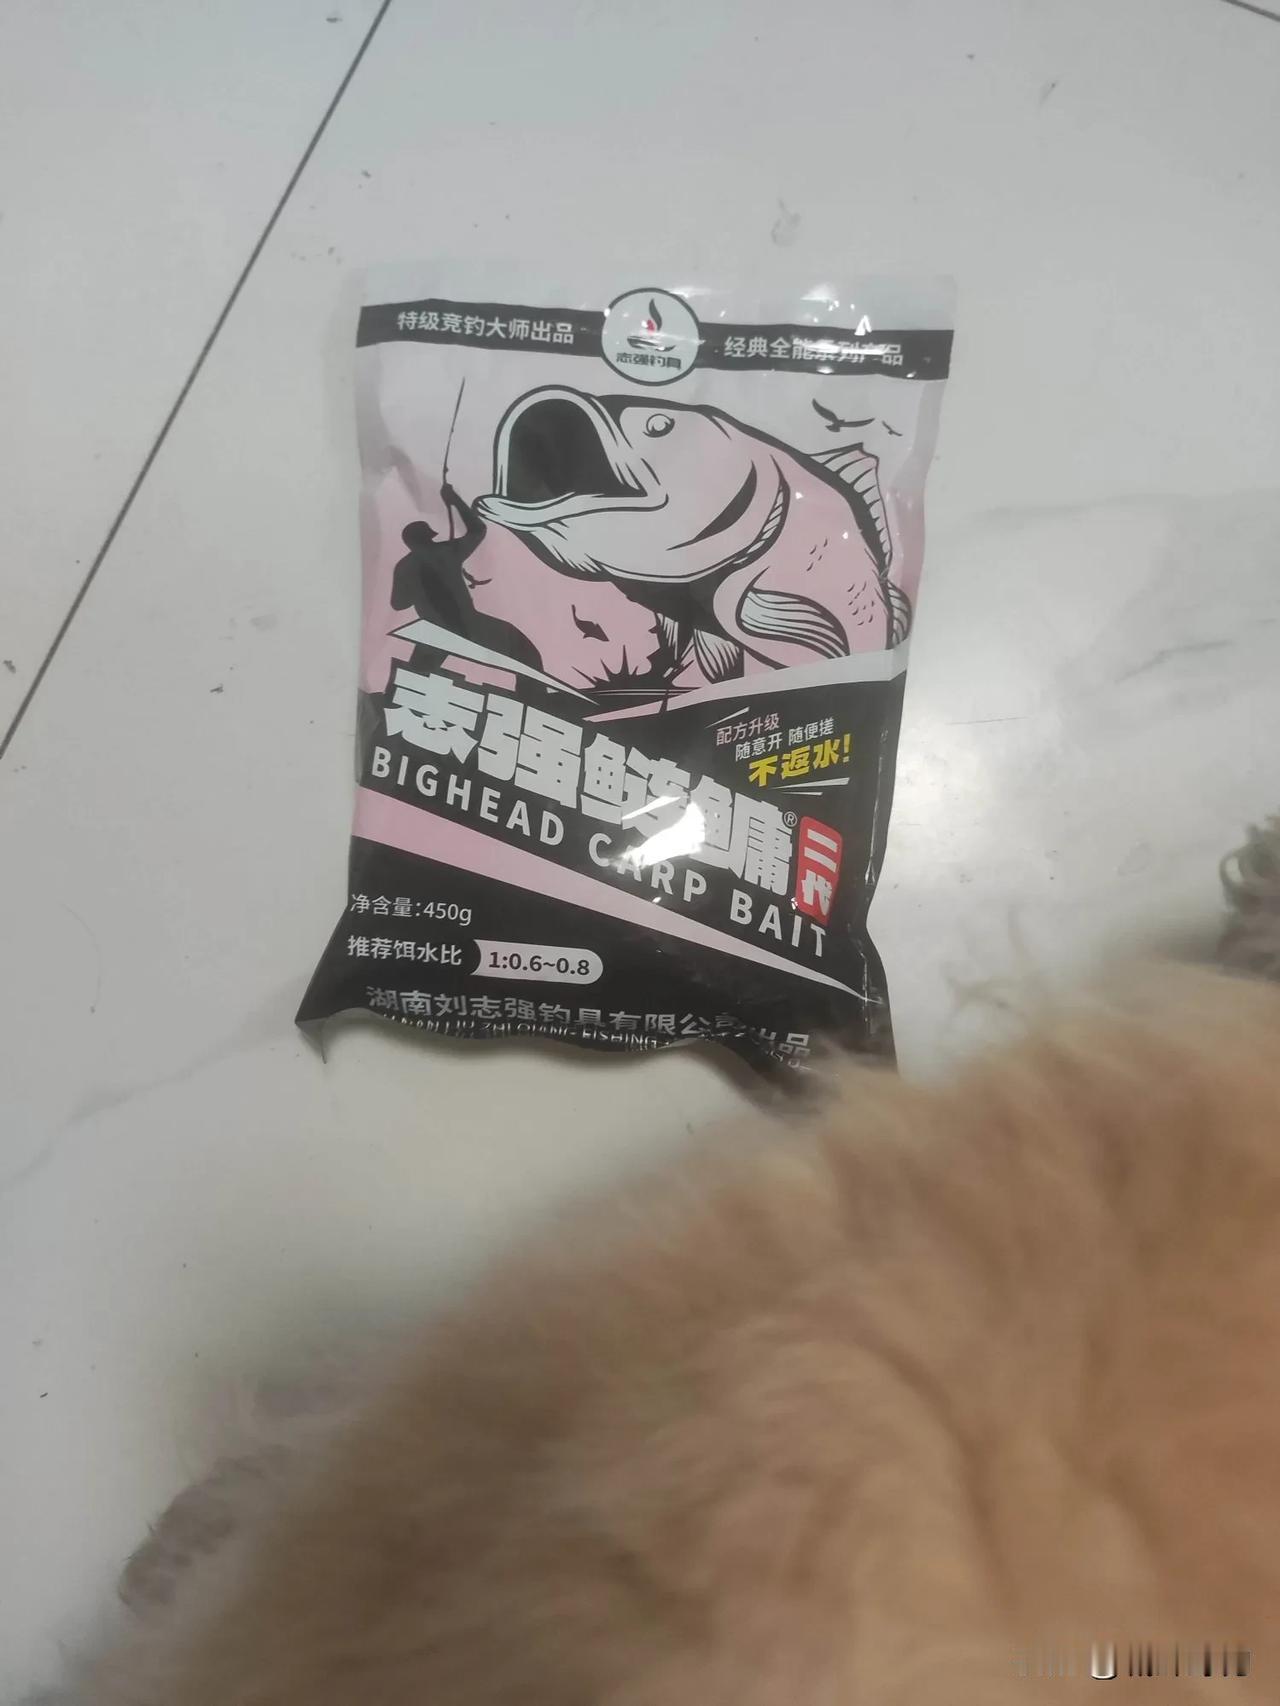 特级竞钓大师出品
志强钓具
经典全能系列产品
配方升级
随意开 随便搓
不返水!
志强鲢鳙®
二代
BIGHEAD CARP BAIT
净含量:450g
推荐饵水比 1:0.6~0.8
湖南刘志强钓具有限公司出品